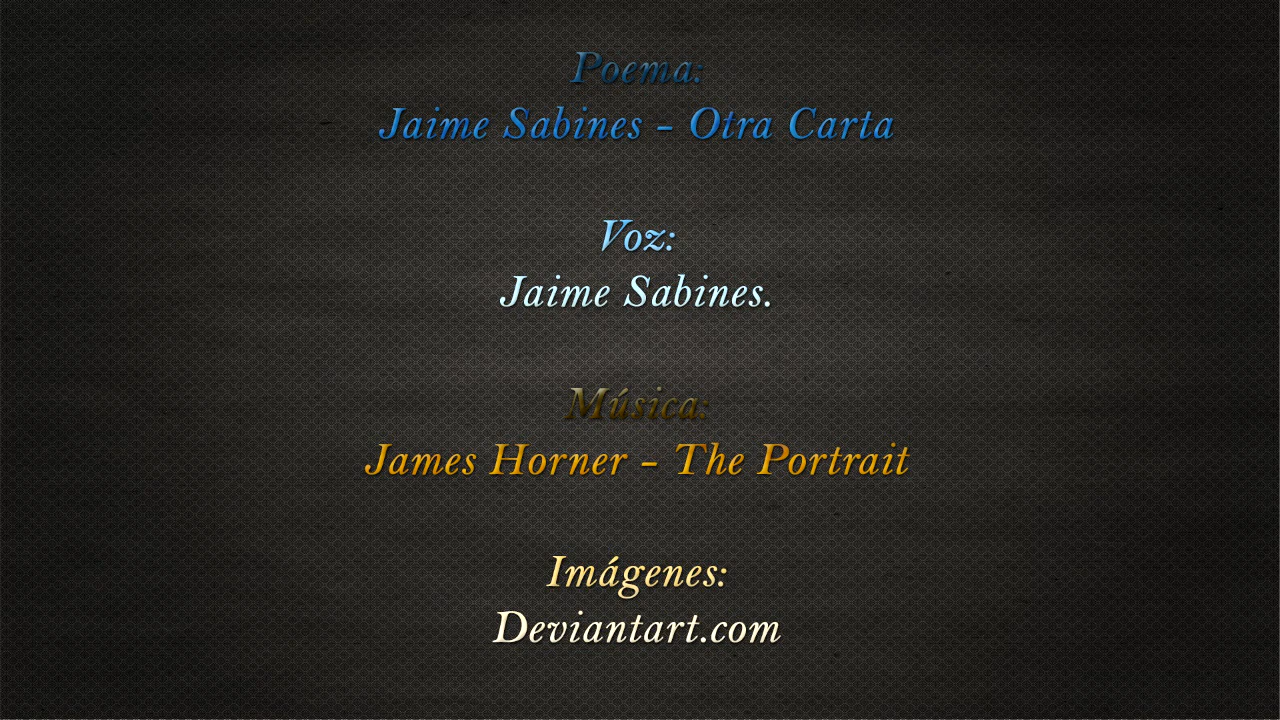 Poema:
Jaime Sabines - Otra Carta
Voz:
Jaime Sabines.
Música:
James Horner - The Portrait
Imágenes:
Deviantart.com